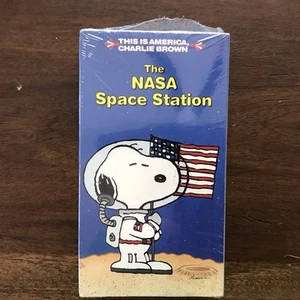 THIS IS AMERICA,
CHARLIE BROWN
The
NASA
Space Station